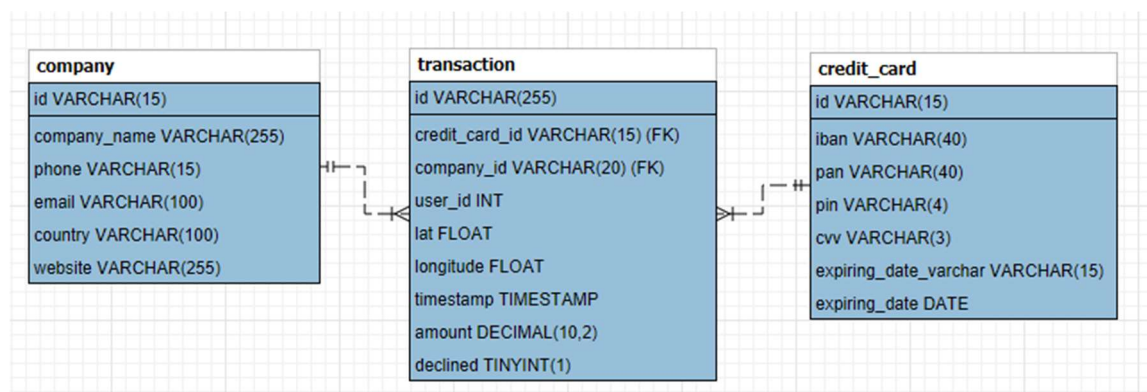 company
id VARCHAR(15)
company_name VARCHAR(255)
phone VARCHAR(15)
email VARCHAR(100)
country VARCHAR(100)
website VARCHAR(255)
transaction
id VARCHAR(255)
credit_card_id VARCHAR(15) (FK)
company_id VARCHAR(20) (FK)
user_id INT
lat FLOAT
longitude FLOAT
timestamp TIMESTAMP
amount DECIMAL(10,2)
declined TINYINT(1)
credit_card
id VARCHAR(15)
iban VARCHAR(40)
pan VARCHAR(40)
pin VARCHAR(4)
cvv VARCHAR(3)
expiring_date_varchar VARCHAR(15)
expiring_date DATE